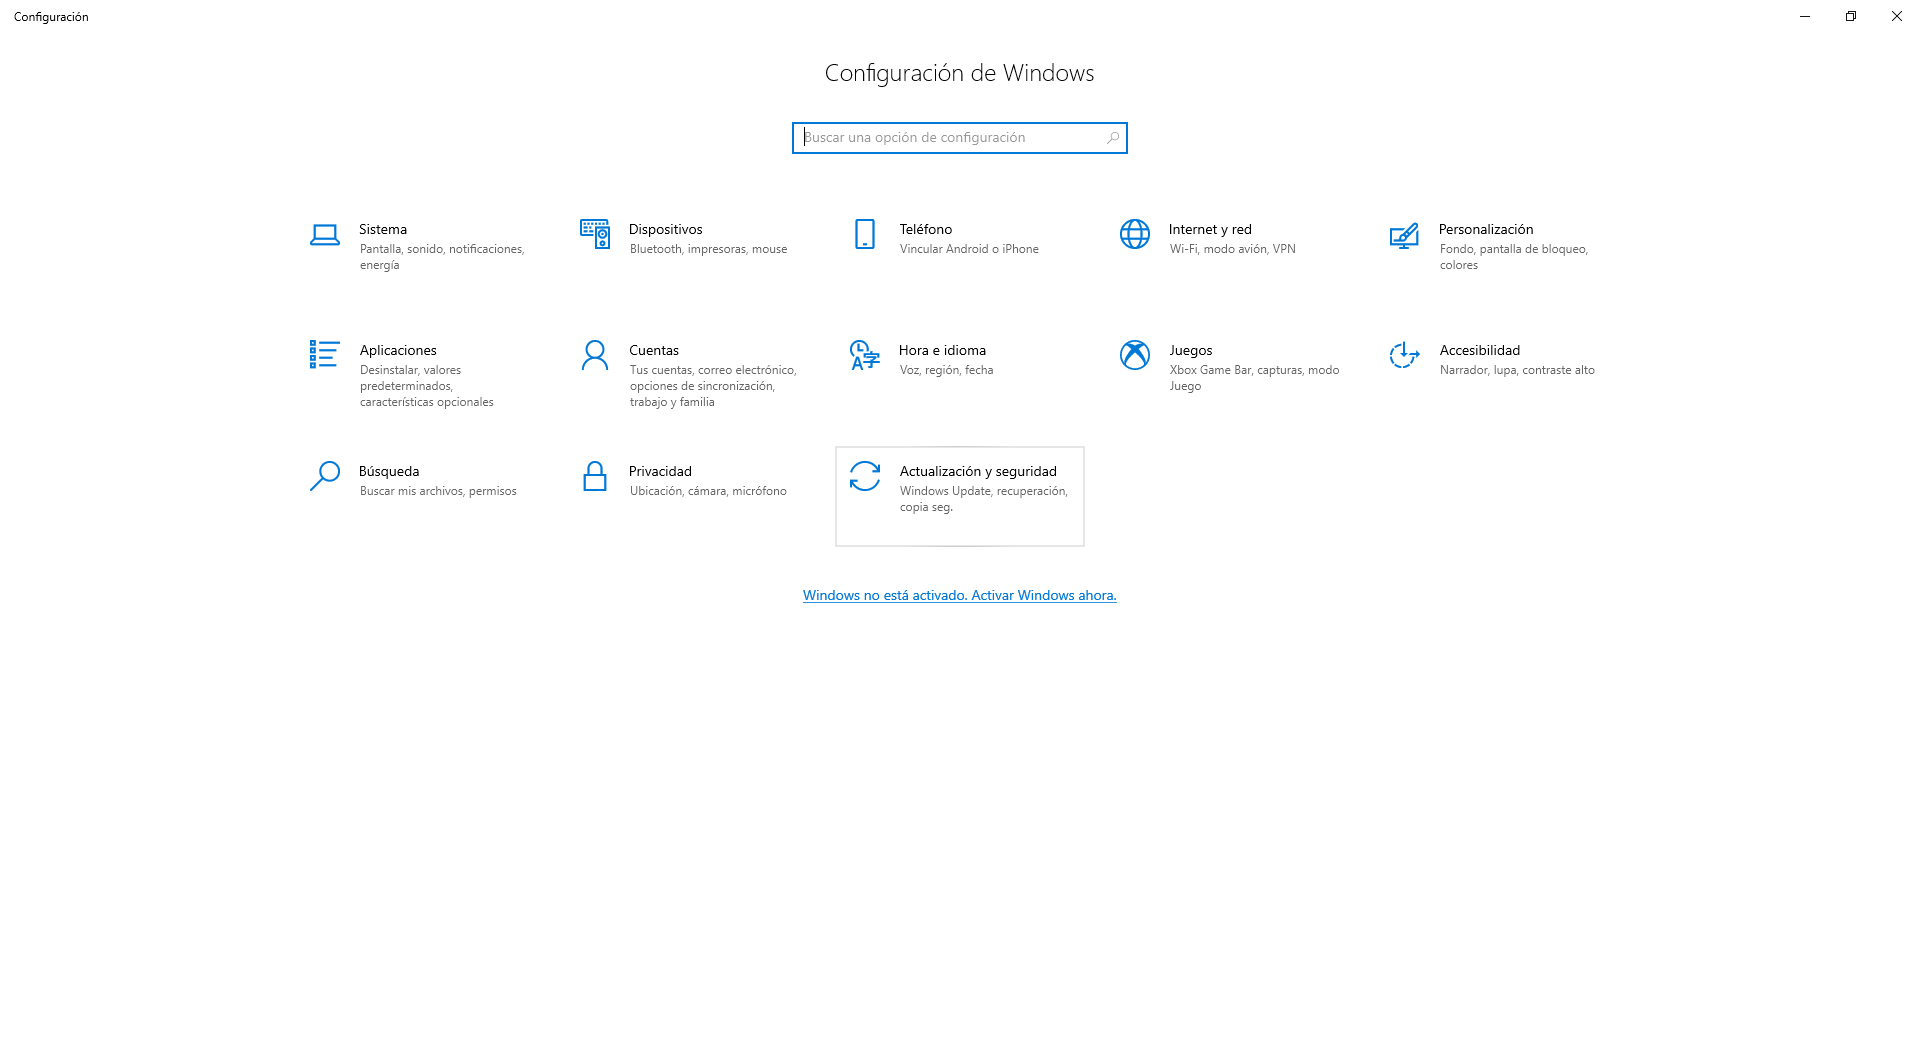 Configuración
Configuración de Windows
Buscar una opción de configuración
Sistema
Pantalla, sonido, notificaciones,
energía
Dispositivos
Bluetooth, impresoras, mouse
Teléfono
Vincular Android o iPhone
Internet y red
Wi-Fi, modo avión, VPN
Personalización
Fondo, pantalla de bloqueo,
colores
Aplicaciones
Desinstalar, valores
predeterminados,
características opcionales
Cuentas
Tus cuentas, correo electrónico,
opciones de sincronización,
trabajo y familia
Hora e idioma
Voz, región, fecha
Juegos
Xbox Game Bar, capturas, modo
Juego
Accesibilidad
Narrador, lupa, contraste alto
Búsqueda
Buscar mis archivos, permisos
Privacidad
Ubicación, cámara, micrófono
Actualización y seguridad
Windows Update, recuperación,
copia seg.
Windows no está activado. Activar Windows ahora.